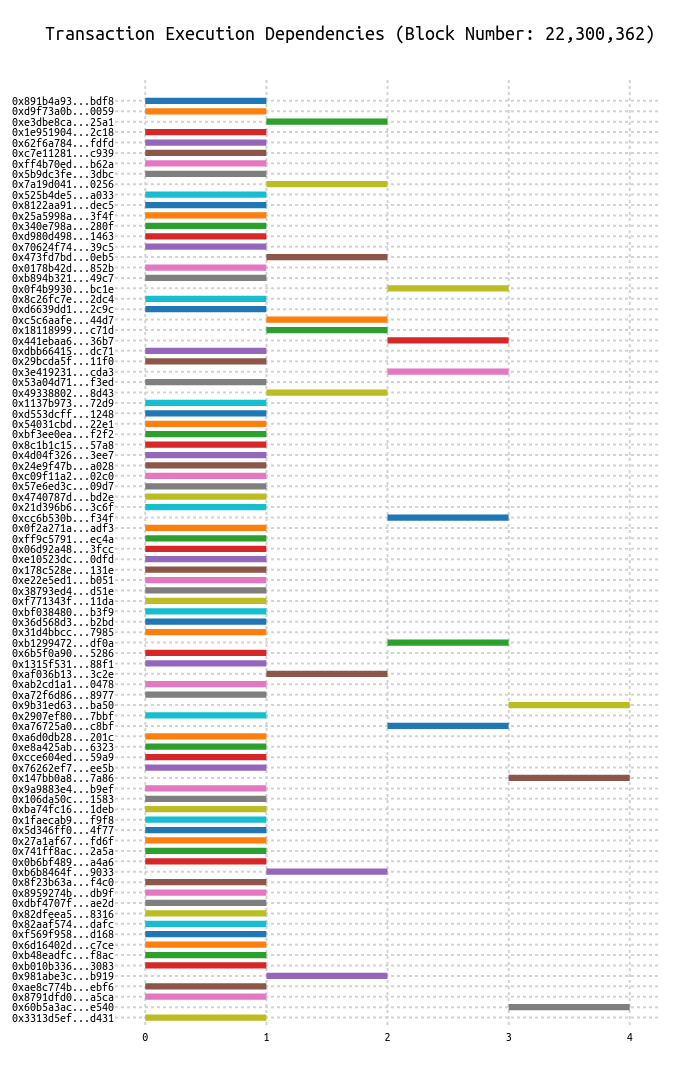 Transaction Execution Dependencies (Block Number: 22,300,362)
0x891b4a93...bdf8
0xd9f73a0b...0059
0xe3dbe8ca...25a1
0x1e951904...2c18
0x62f6a784...fdfd
0xc7e11281...c939
0xff4b70ed...b62a
0x5b9dc3fe...3dbc
0x7a19d041...0256
0x525b4de5...a033
0x8122aa91...dec5
0x25a5998a...3f4f
0x340e798a...280f
0xd980d498...1463
0x70624f74...39c5
0x473fd7bd...0eb5
0x0178b42d...852b
0xb894b321...49c7
0x0f4b9930...bc1e
0x8c26fc7e...2dc4
0xd6639dd1...2c9c
0xc5c6aafe...44d7
0x18118999...c71d
0x441ebaa6...36b7
0xdbb66415...dc71
0x29bcda5f...11f0
0x3e419231...cda3
0x53a04d71...f3ed
0x49338802...8d43
0x1137b973...72d9
0xd553dcff...1248
0x54031cbd...22e1
0xbf3ee0ea...f2f2
0x8c1b1c15...57a8
0x4d04f326...3ee7
0x24e9f47b...a028
0xc09f11a2...02c0
0x57e6ed3c...09d7
0x4740787d...bd2e
0x21d396b6...3c6f
0xcc6b530b...f34f
0x0f2a271a...adf3
0xff9c5791...ec4a
0x06d92a48...3fcc
0xe10523dc...0dfd
0x178c528e...131e
0xe22e5ed1...b051
0x38793ed4...d51e
0xf771343f...11da
0xbf038480...b3f9
0x36d568d3...b2bd
0x31d4bbcc...7985
0xb1299472...df0a
0x6b5f0a90...5286
0x1315f531...88f1
0xaf036b13...3c2e
0xab2cd1a1...0478
0xa72f6d86...8977
0x9b31ed63...ba50
0x2907ef80...7bbf
0xa76725a0...c8bf
0xa6d0db28...201c
0xe8a425ab...6323
0xcce604ed...59a9
0x76262ef7...ee5b
0x147bb0a8...7a86
0x9a9883e4...b9ef
0x106da50c...1583
0xba74fc16...1deb
0x1faecab9...f9f8
0x5d346ff0...4f77
0x27a1af67...fd6f
0x741ff8ac...2a5a
0x0b6bf489...a4a6
0xb6b8464f...9033
0x8f23b63a...f4c0
0x8959274b...db9f
0xdbf4707f...ae2d
0x82dfeea5...8316
0x82aaf574...dafc
0xf569f958...d168
0x6d16402d...c7ce
0xb48eadfc...f8ac
0xb010b336...3083
0x981abe3c...b919
0xae8c774b...ebf6
0x8791dfd0...a5ca
0x60b5a3ac...e540
0x3313d5ef...d431
0 1 2 3 4